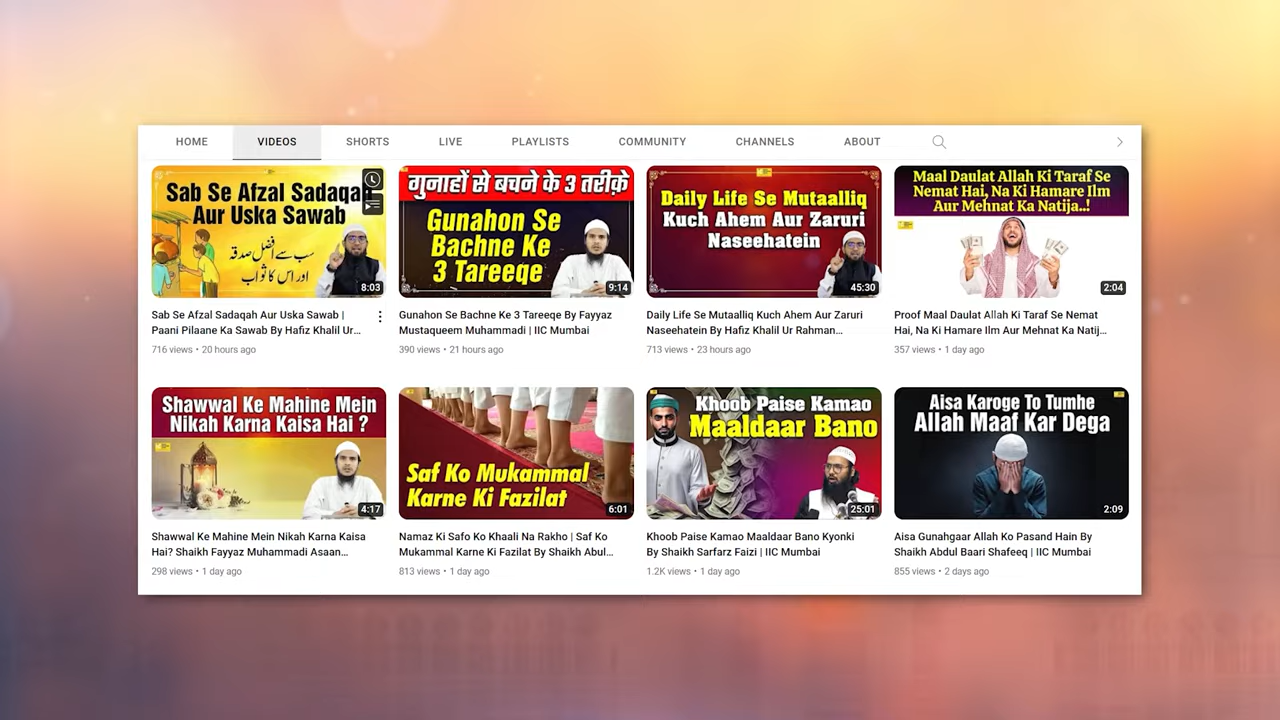 HOME VIDEOS SHORTS LIVE PLAYLISTS COMMUNITY CHANNELS ABOUT
Sab Se Afzal Sadaqah
Aur Uska Sawab
سب سے افضل صدقہ
اور اس کا ثواب
8:03
गुनाहों से बचने के 3 तरीक़े
Gunahon Se
Bachne Ke
3 Tareeqe
9:14
Daily Life Se Mutaalliq
Kuch Ahem Aur Zaruri
Naseehatein
45:30
Maal Daulat Allah Ki Taraf Se
Nemat Hai, Na Ki Hamare Ilm
Aur Mehnat Ka Natija..!
2:04
Sab Se Afzal Sadaqah Aur Uska Sawab |
Paani Pilaane Ka Sawab By Hafiz Khalil Ur...
716 views • 20 hours ago
Gunahon Se Bachne Ke 3 Tareeqe By Fayyaz
Mustaqueem Muhammadi | IIC Mumbai
390 views • 21 hours ago
Daily Life Se Mutaalliq Kuch Ahem Aur Zaruri
Naseehatein By Hafiz Khalil Ur Rahman...
713 views • 23 hours ago
Proof Maal Daulat Allah Ki Taraf Se Nemat
Hai, Na Ki Hamare Ilm Aur Mehnat Ka Natij...
357 views • 1 day ago
Shawwal Ke Mahine Mein
Nikah Karna Kaisa Hai ?
4:17
Saf Ko Mukammal
Karne Ki Fazilat
6:01
Khoob Paise Kamao
Maaldaar Bano
25:01
Aisa Karoge To Tumhe
Allah Maaf Kar Dega
2:09
Shawwal Ke Mahine Mein Nikah Karna Kaisa
Hai? Shaikh Fayyaz Muhammadi Asaan...
298 views • 1 day ago
Namaz Ki Safo Ko Khaali Na Rakho | Saf Ko
Mukammal Karne Ki Fazilat By Shaikh Abul...
813 views • 1 day ago
Khoob Paise Kamao Maaldaar Bano Kyonki
By Shaikh Sarfarz Faizi | IIC Mumbai
1.2K views • 1 day ago
Aisa Gunahgaar Allah Ko Pasand Hain By
Shaikh Abdul Baari Shafeeq | IIC Mumbai
855 views • 2 days ago